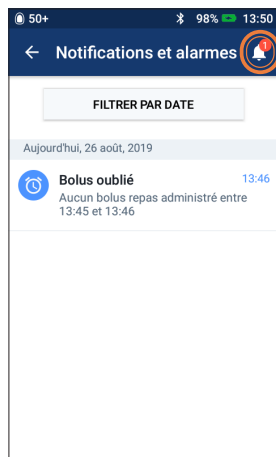 50+ 98% 13:50
Notifications et alarmes 1
FILTRER PAR DATE
Aujourd'hui, 26 août, 2019
Bolus oublié 13:46
Aucun bolus repas administré entre
13:45 et 13:46